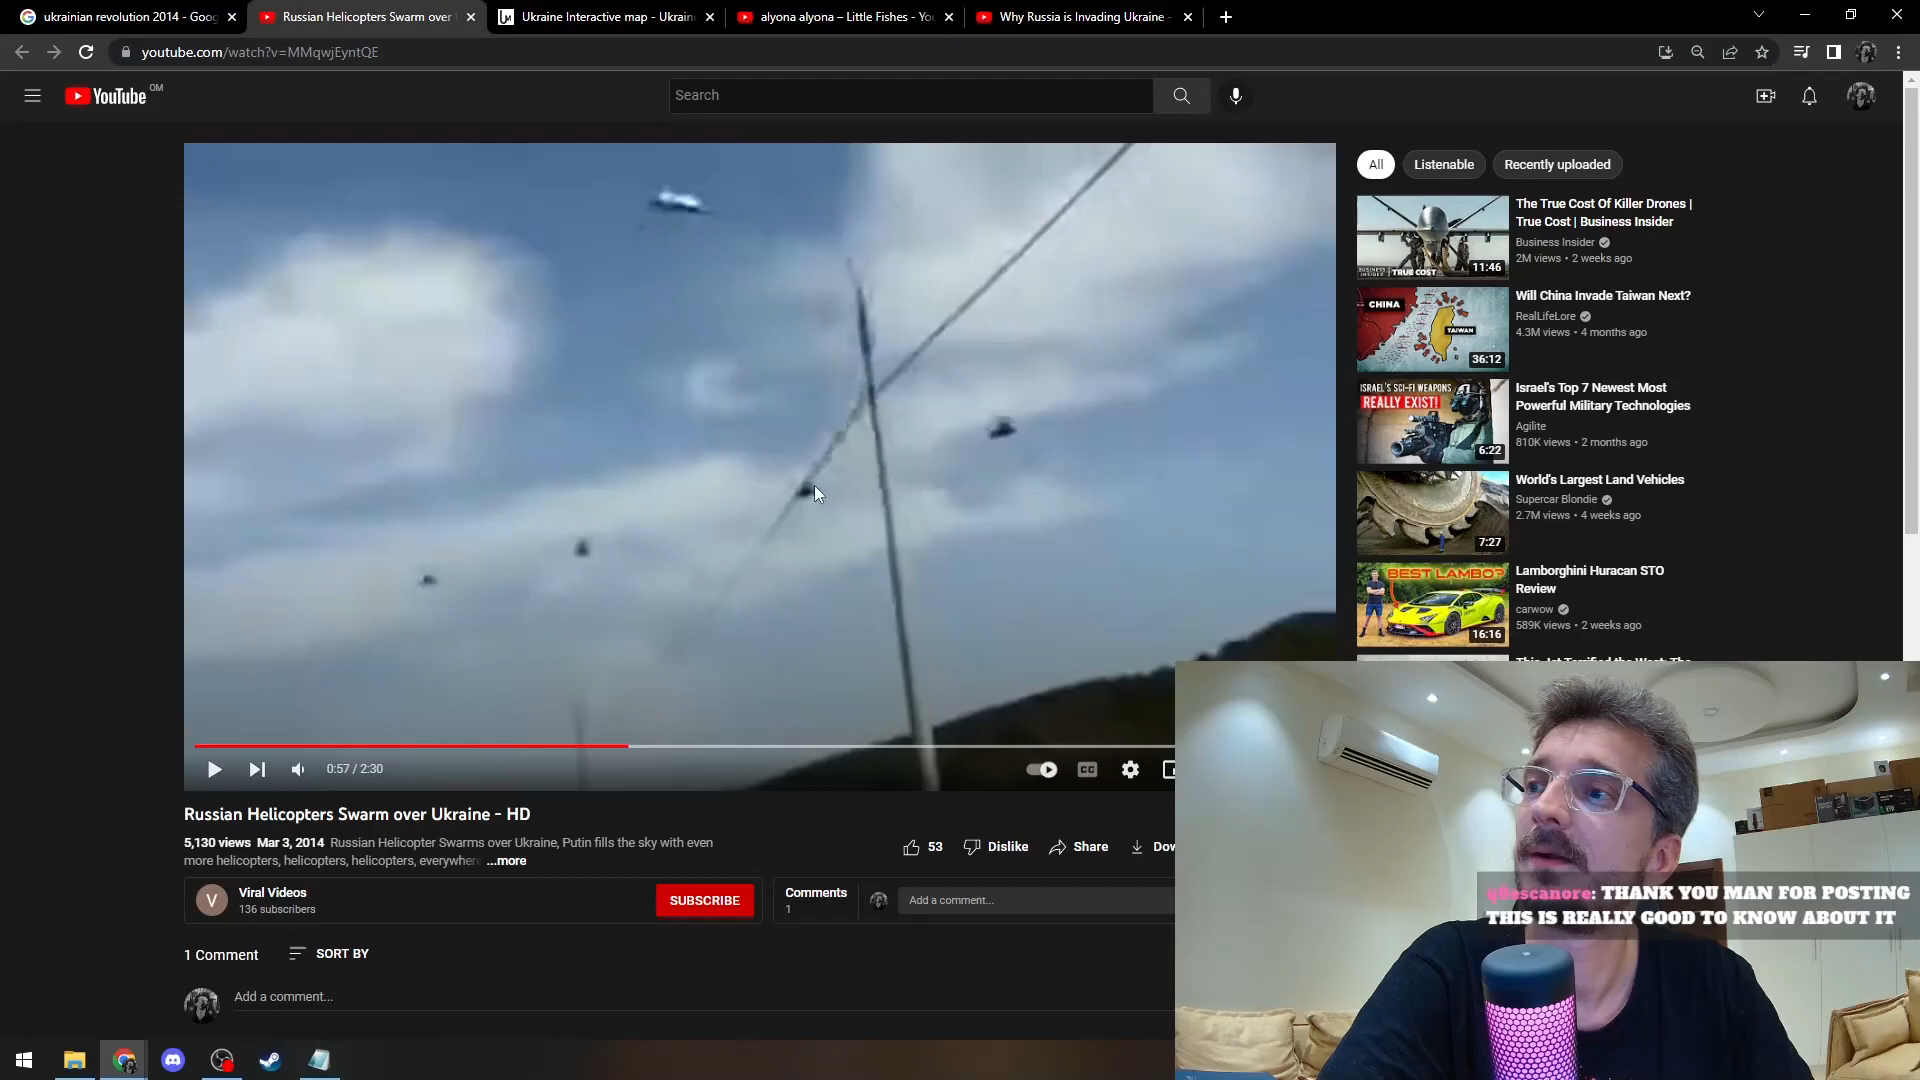 ukrainian revolution 2014 - Goog
Russian Helicopters Swarm over
Ukraine Interactive map - Ukrain
alyona alyona – Little Fishes - Yo
Why Russia is Invading Ukraine -
youtube.com/watch?v=MMqwjEyntQE
YouTube OM
Search
All
Listenable
Recently uploaded
The True Cost Of Killer Drones |
True Cost | Business Insider
Business Insider
2M views • 2 weeks ago
TRUE COST
11:46
CHINA
TAIWAN
36:12
Will China Invade Taiwan Next?
RealLifeLore
4.3M views • 4 months ago
ISRAEL'S SCI-FI WEAPONS
REALLY EXIST!
6:22
Israel's Top 7 Newest Most
Powerful Military Technologies
Agilite
810K views • 2 months ago
7:27
World's Largest Land Vehicles
Supercar Blondie
2.7M views • 4 weeks ago
BEST LAMBO?
16:16
Lamborghini Huracan STO
Review
carwow
589K views • 2 weeks ago
0:57 / 2:30
CC
Russian Helicopters Swarm over Ukraine - HD
5,130 views Mar 3, 2014 Russian Helicopter Swarms over Ukraine, Putin fills the sky with even
more helicopters, helicopters, helicopters, everywhere ...more
53
Dislike
Share
Dow
V
Viral Videos
136 subscribers
SUBSCRIBE
Comments
1
Add a comment...
1 Comment
SORT BY
Add a comment...
q8escanore: THANK YOU MAN FOR POSTING
THIS IS REALLY GOOD TO KNOW ABOUT IT